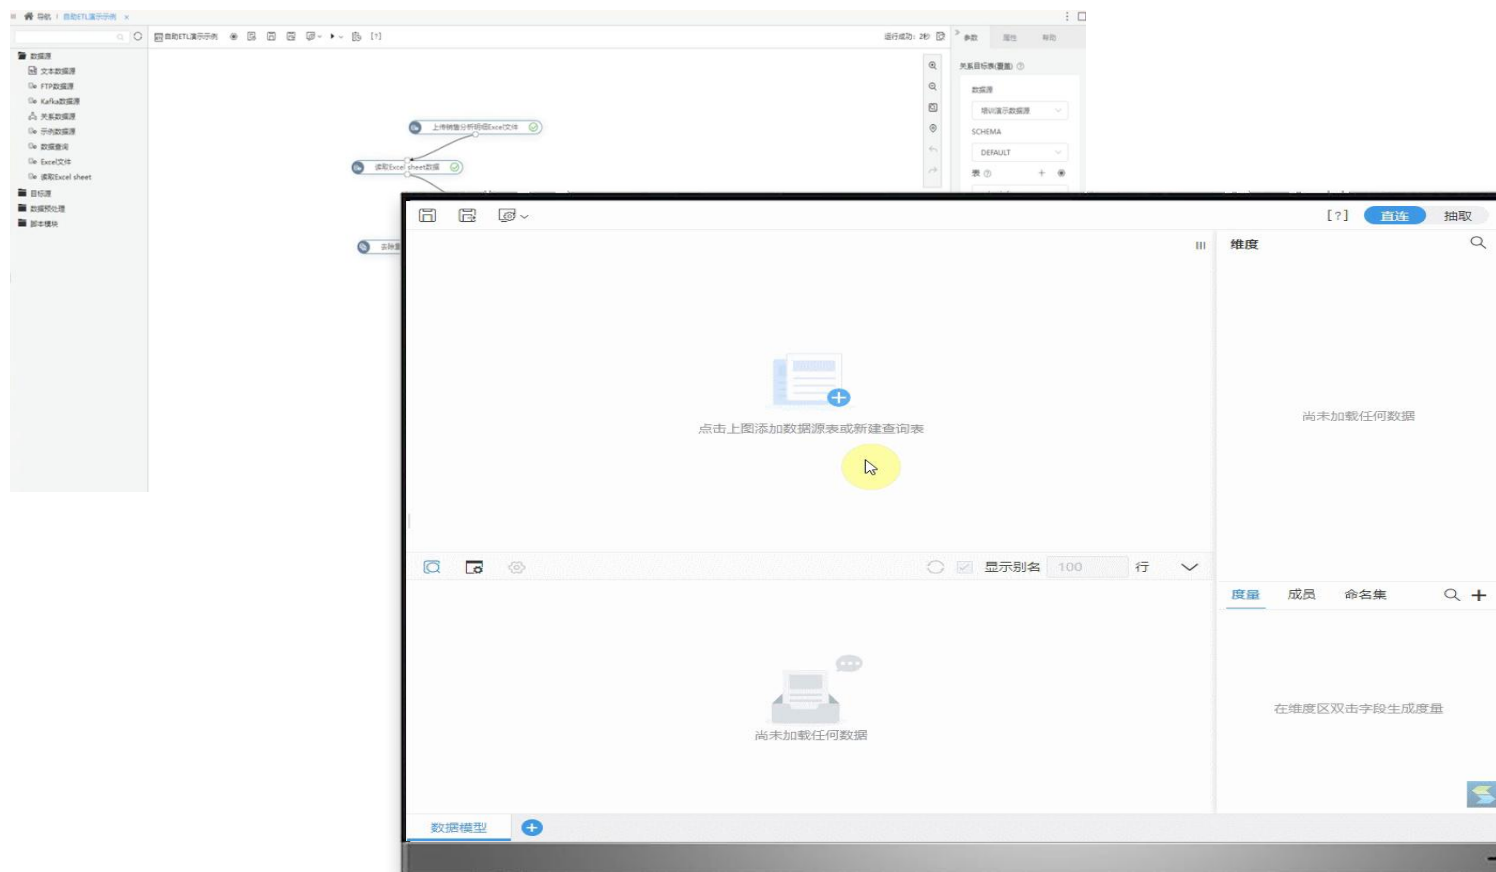 导航 | 自助ETL演示示例 ×
自助ETL演示示例
[?]
运行成功：2秒
参数 属性 帮助
数据源
文本数据源
FTP数据源
Kafka数据源
关系数据源
示例数据源
数据查询
Excel文件
读取Excel sheet
目标源
数据预处理
脚本模块
上传销售分析明细Excel文件
读取Excel sheet数据
去除重
关系目标表(覆盖)
数据源
培训演示数据源
SCHEMA
DEFAULT
表
[?] 直连 抽取
维度
点击上图添加数据源表或新建查询表
尚未加载任何数据
显示别名 100 行
度量 成员 命名集
尚未加载任何数据
在维度区双击字段生成度量
数据模型